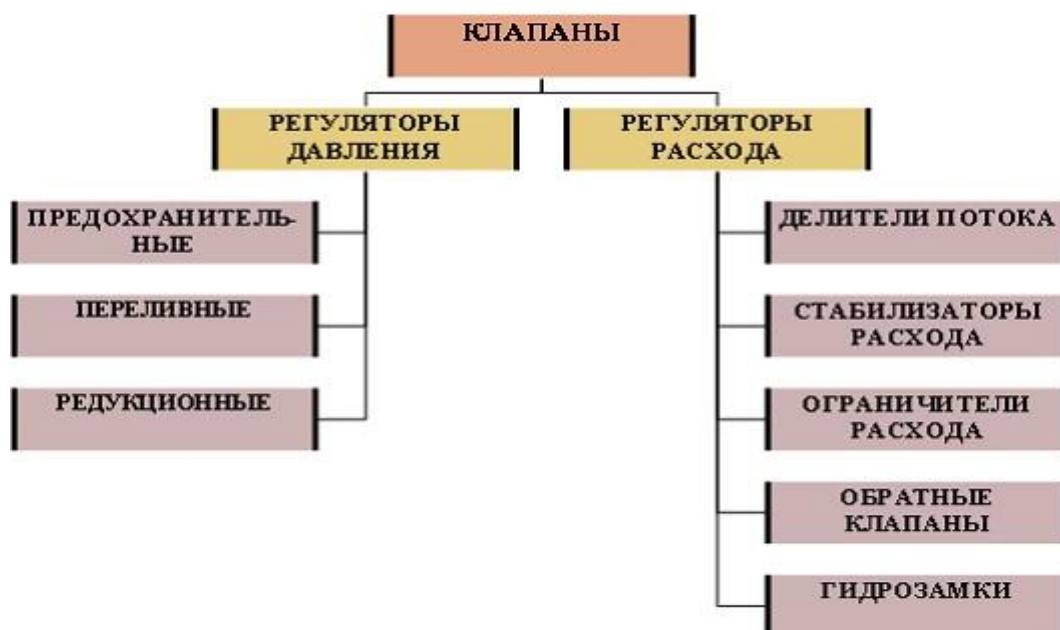 КЛАПАНЫ
РЕГУЛЯТОРЫ
ДАВЛЕНИЯ
РЕГУЛЯТОРЫ
РАСХОДА
ПРЕДОХРАНИТЕЛЬ-
НЫЕ
ПЕРЕЛИВНЫЕ
РЕДУКЦИОННЫЕ
ДЕЛИТЕЛИ ПОТОКА
СТАБИЛИЗАТОРЫ
РАСХОДА
ОГРАНИЧИТЕЛИ
РАСХОДА
ОБРАТНЫЕ
КЛАПАНЫ
ГИДРОЗАМКИ